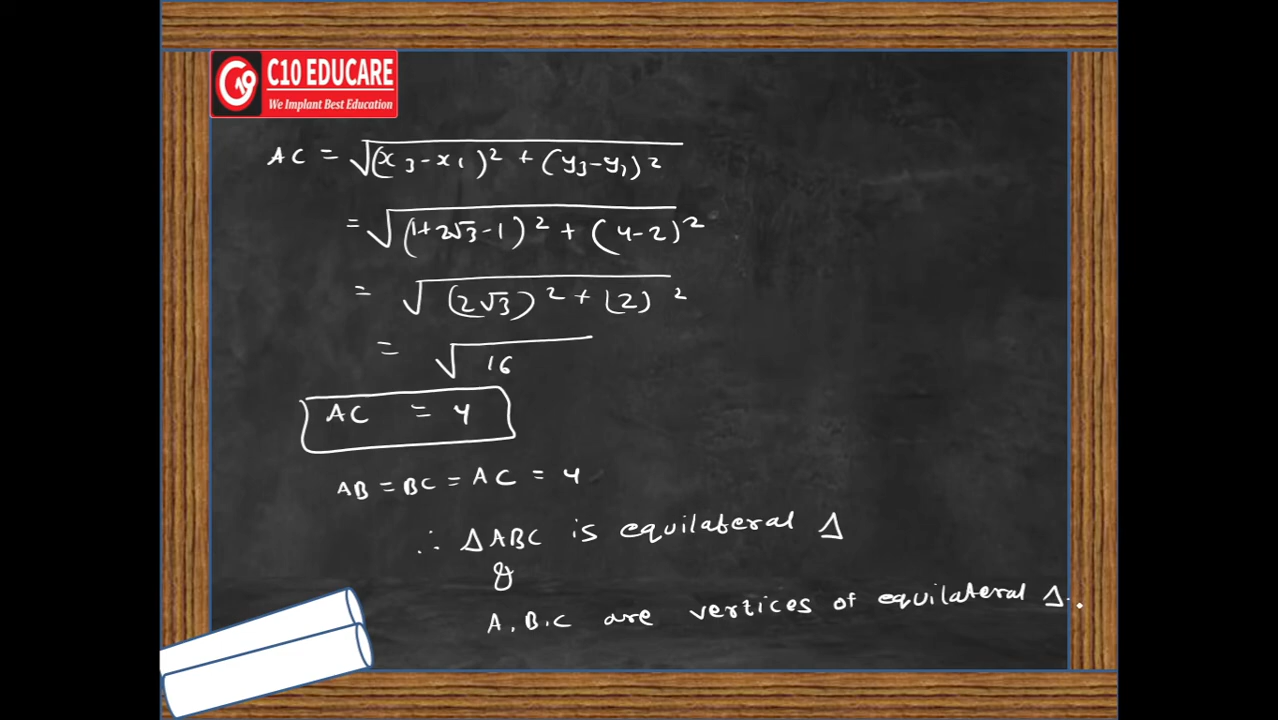 C10 EDUCARE
We Implant Best Education
AC = √(x3-x1)² + (y3-y1)²
= √(1+2√3-1)² + (4-2)²
= √(2√3)² + (2)²
= √16
AC = 4
AB = BC = AC = 4
∴ ΔABC is equilateral Δ
&
A, B, C are vertices of equilateral Δ.